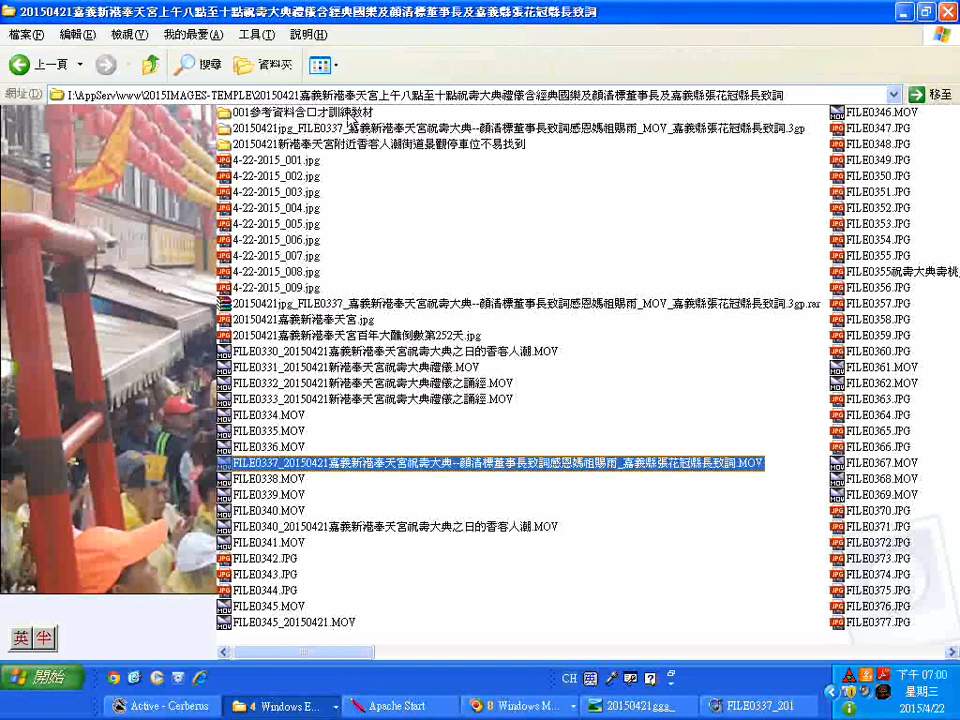 20150421嘉義新港奉天宮上午八點至十點祝壽大典禮儀含經典國樂及顏清標董事長及嘉義縣張花冠縣長致詞
檔案(F) 編輯(E) 檢視(V) 我的最愛(A) 工具(T) 說明(H)
上一頁 搜尋 資料夾
網址(D) I:\AppServ\www\2015IMAGES-TEMPLE\20150421嘉義新港奉天宮上午八點至十點祝壽大典禮儀含經典國樂及顏清標董事長及嘉義縣張花冠縣長致詞 移至
001參考資料含口才訓練教材
20150421jpg_FILE0337_嘉義新港奉天宮祝壽大典--顏清標董事長致詞感恩媽祖賜雨_MOV_嘉義縣張花冠縣長致詞.3gp
20150421新港奉天宮附近香客人潮街道景觀停車位不易找到
4-22-2015_001.jpg
4-22-2015_002.jpg
4-22-2015_003.jpg
4-22-2015_004.jpg
4-22-2015_005.jpg
4-22-2015_006.jpg
4-22-2015_007.jpg
4-22-2015_008.jpg
4-22-2015_009.jpg
20150421jpg_FILE0337_嘉義新港奉天宮祝壽大典--顏清標董事長致詞感恩媽祖賜雨_MOV_嘉義縣張花冠縣長致詞.3gp.rar
20150421嘉義新港奉天宮.jpg
20150421嘉義新港奉天宮百年大醮倒數第252天.jpg
FILE0330_20150421嘉義新港奉天宮祝壽大典之日的香客人潮.MOV
FILE0331_20150421新港奉天宮祝壽大典禮儀.MOV
FILE0332_20150421新港奉天宮祝壽大典禮儀之誦經.MOV
FILE0333_20150421新港奉天宮祝壽大典禮儀之誦經.MOV
FILE0334.MOV
FILE0335.MOV
FILE0336.MOV
FILE0337_20150421嘉義新港奉天宮祝壽大典--顏清標董事長致詞感恩媽祖賜雨_嘉義縣張花冠縣長致詞.MOV
FILE0338.MOV
FILE0339.MOV
FILE0340.MOV
FILE0340_20150421嘉義新港奉天宮祝壽大典之日的香客人潮.MOV
FILE0341.MOV
FILE0342.JPG
FILE0343.JPG
FILE0344.JPG
FILE0345.MOV
FILE0345_20150421.MOV
FILE0346.MOV
FILE0347.JPG
FILE0348.JPG
FILE0349.JPG
FILE0350.JPG
FILE0351.JPG
FILE0352.JPG
FILE0353.JPG
FILE0354.JPG
FILE0355.JPG
FILE0355祝壽大典壽桃
FILE0356.JPG
FILE0357.JPG
FILE0358.JPG
FILE0359.JPG
FILE0360.JPG
FILE0361.MOV
FILE0362.MOV
FILE0363.JPG
FILE0364.JPG
FILE0365.JPG
FILE0366.JPG
FILE0367.MOV
FILE0368.MOV
FILE0369.MOV
FILE0370.JPG
FILE0371.JPG
FILE0372.JPG
FILE0373.JPG
FILE0374.JPG
FILE0375.JPG
FILE0376.JPG
FILE0377.JPG
英 半
開始 CH 英 下午 07:00
星期三
Active - Cerberus 4 Windows E... Apache Start 8 Windows M... 20150421ggg_ FILE0337_201 2015/4/22